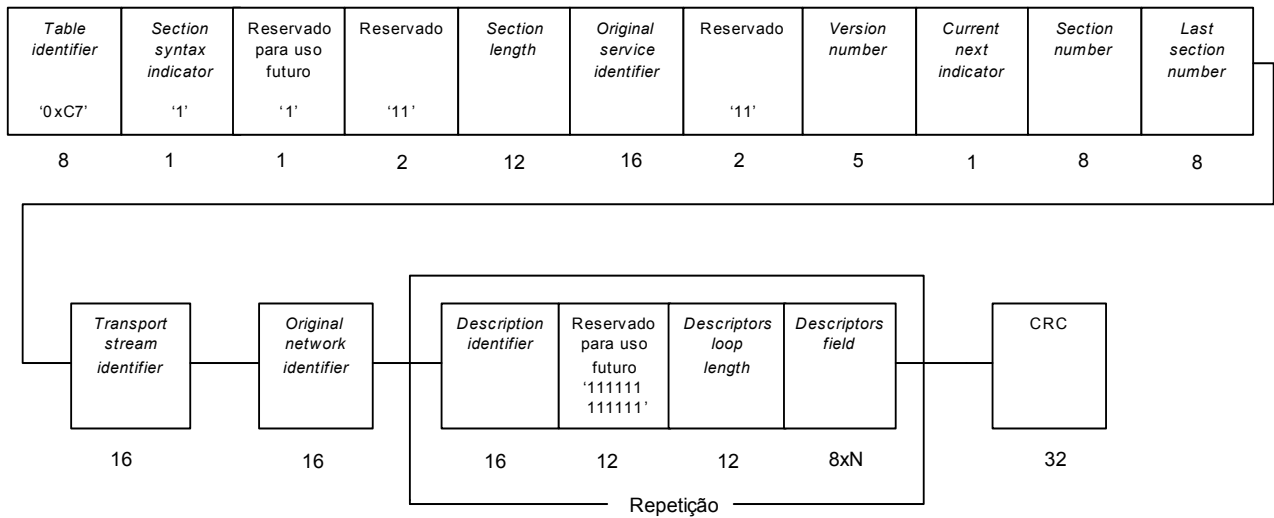 Table identifier '0xC7'
Section syntax indicator '1'
Reservado para uso futuro '1'
Reservado '11'
Section length
Original service identifier
Reservado '11'
Version number
Current next indicator
Section number
Last section number
8 1 1 2 12 16 2 5 1 8 8
Transport stream identifier
Original network identifier
Description identifier
Reservado para uso futuro '111111 111111'
Descriptors loop length
Descriptors field
CRC
16 16 16 12 12 8xN 32
Repetição